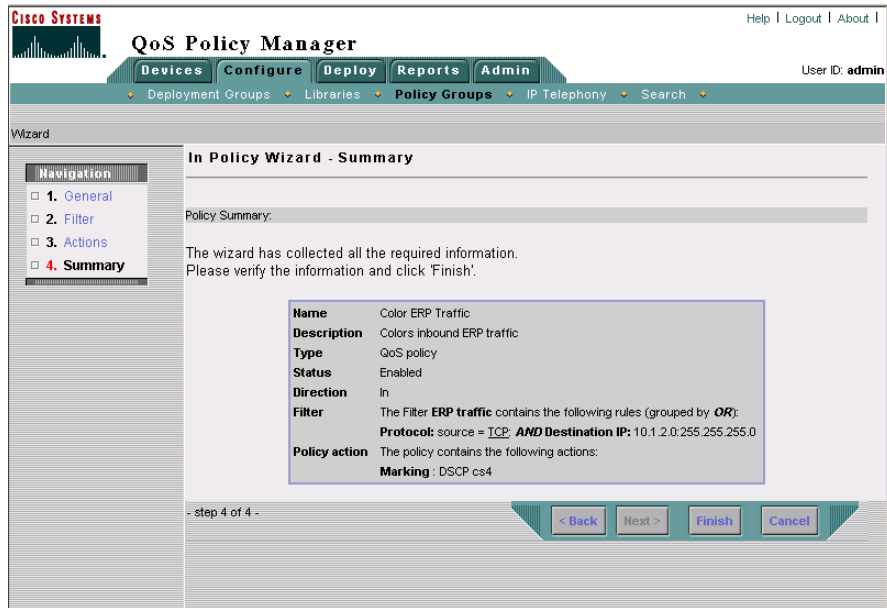 CISCO SYSTEMS
Help | Logout | About |
QoS Policy Manager
Devices Configure Deploy Reports Admin
User ID: admin
Deployment Groups Libraries Policy Groups IP Telephony Search
Wizard
Navigation
1. General
2. Filter
3. Actions
4. Summary
In Policy Wizard - Summary
Policy Summary:
The wizard has collected all the required information.
Please verify the information and click 'Finish'.
Name Color ERP Traffic
Description Colors inbound ERP traffic
Type QoS policy
Status Enabled
Direction In
Filter The Filter ERP traffic contains the following rules (grouped by OR):
Protocol: source = TCP; AND Destination IP: 10.1.2.0:255.255.255.0
Policy action The policy contains the following actions:
Marking : DSCP cs4
- step 4 of 4 -
< Back Next > Finish Cancel